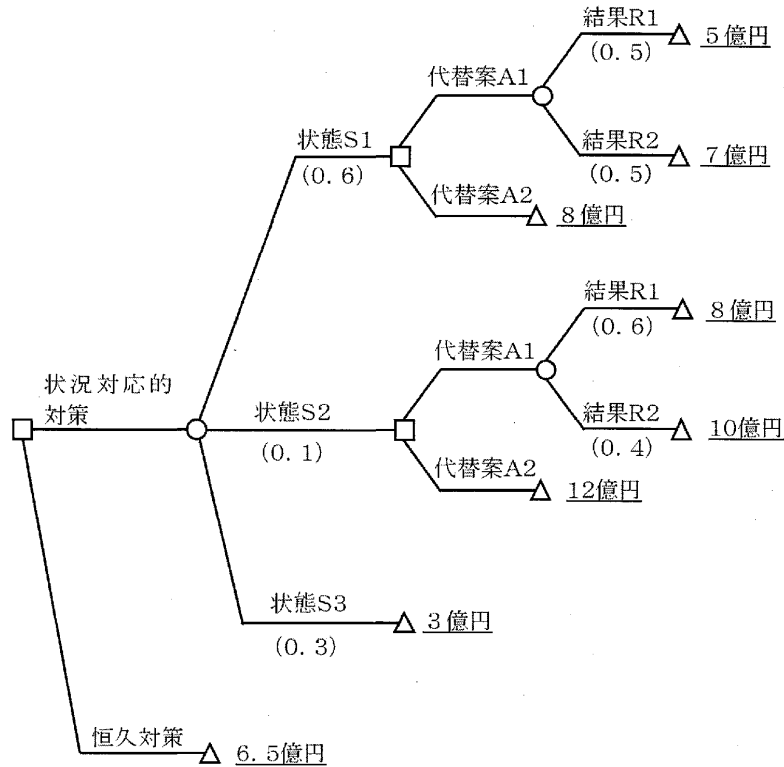 結果R1
(0.5)
5億円
代替案A1
結果R2
(0.5)
7億円
状態S1
(0.6)
代替案A2
8億円
結果R1
(0.6)
8億円
代替案A1
結果R2
(0.4)
10億円
状況対応的
対策
状態S2
(0.1)
代替案A2
12億円
状態S3
(0.3)
3億円
恒久対策
6.5億円